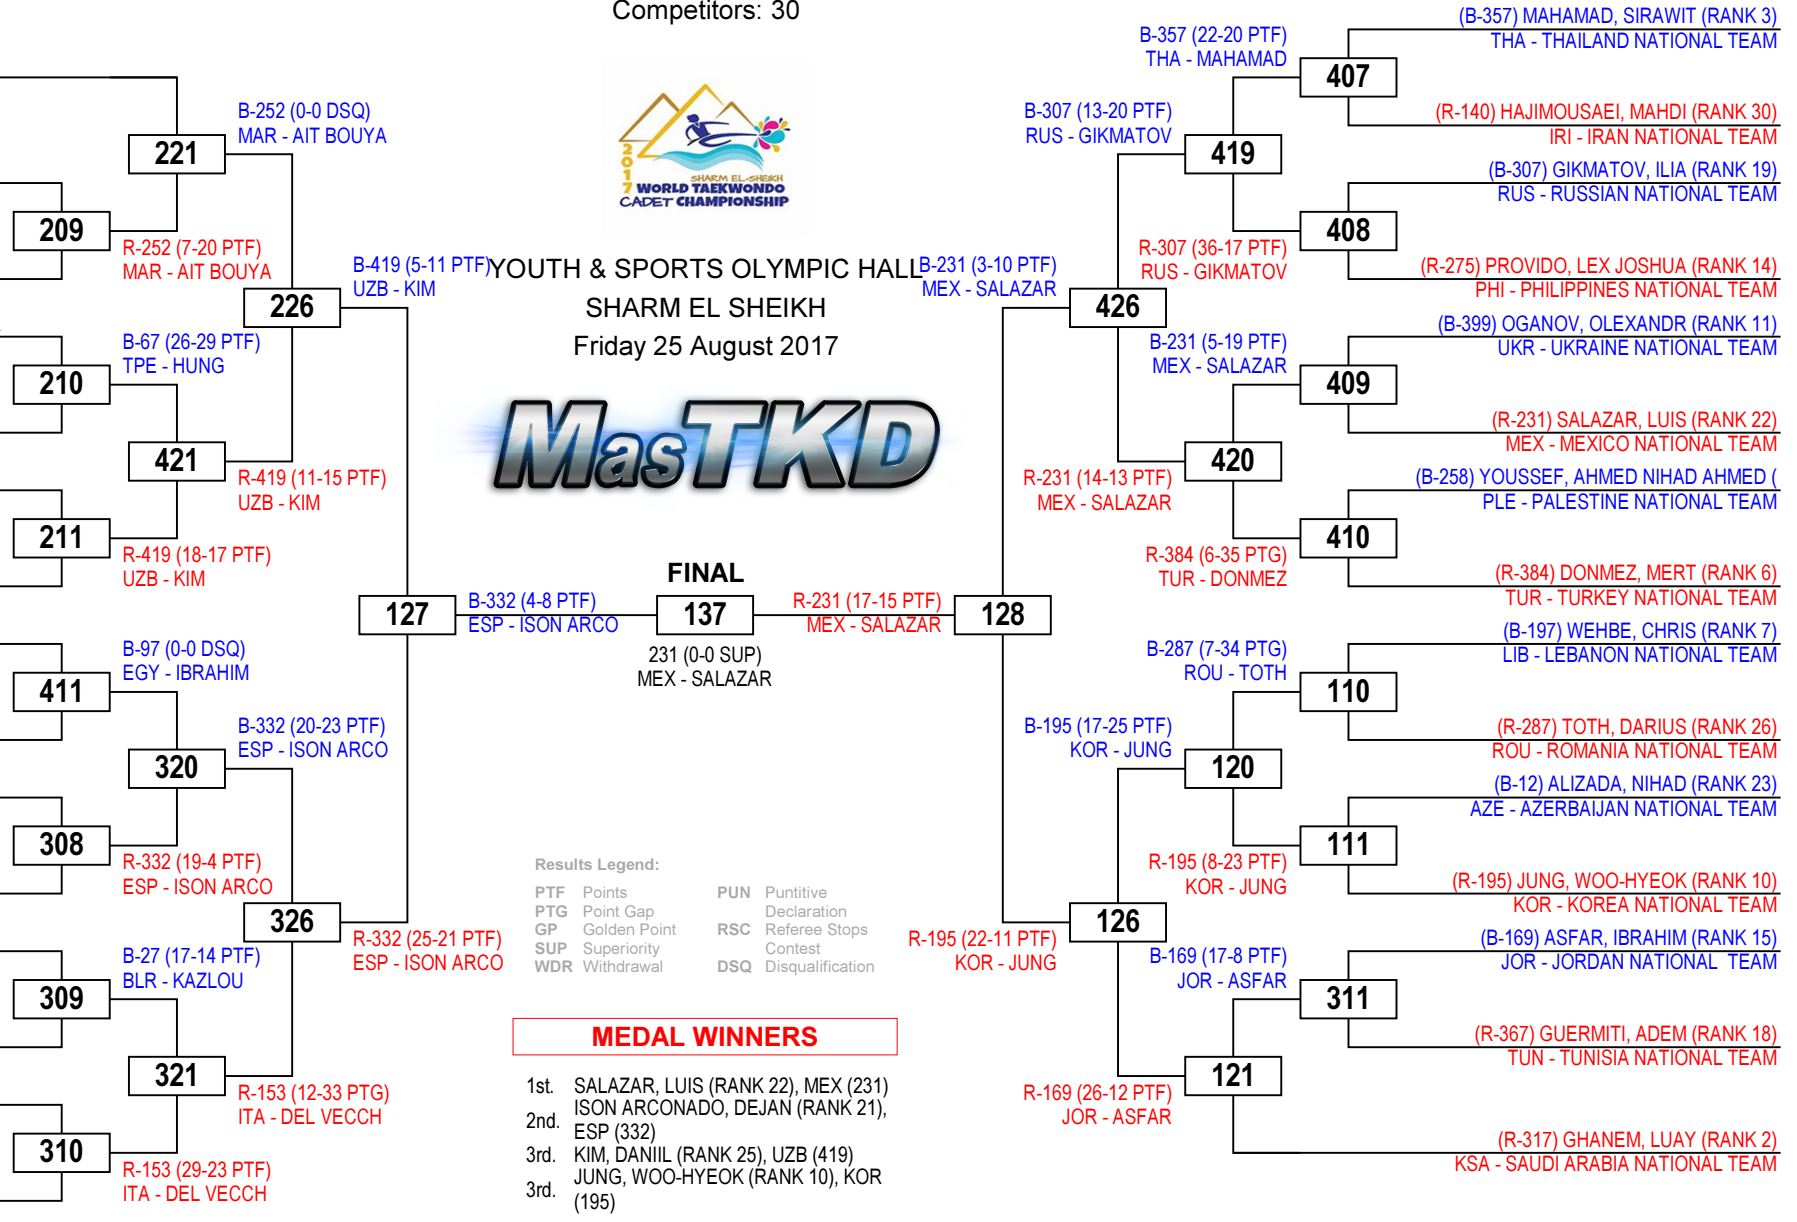 Competitors: 30
2017
SHARM EL-SHEIKH
WORLD TAEKWONDO
CADET CHAMPIONSHIP
YOUTH & SPORTS OLYMPIC HALL
SHARM EL SHEIKH
Friday 25 August 2017
MasTKD
221
B-252 (0-0 DSQ)
MAR - AIT BOUYA
209
R-252 (7-20 PTF)
MAR - AIT BOUYA
226
B-419 (5-11 PTF)
UZB - KIM
210
B-67 (26-29 PTF)
TPE - HUNG
421
R-419 (11-15 PTF)
UZB - KIM
211
R-419 (18-17 PTF)
UZB - KIM
127
B-332 (4-8 PTF)
ESP - ISON ARCO
411
B-97 (0-0 DSQ)
EGY - IBRAHIM
320
B-332 (20-23 PTF)
ESP - ISON ARCO
308
R-332 (19-4 PTF)
ESP - ISON ARCO
326
R-332 (25-21 PTF)
ESP - ISON ARCO
309
B-27 (17-14 PTF)
BLR - KAZLOU
321
R-153 (12-33 PTG)
ITA - DEL VECCH
310
R-153 (29-23 PTF)
ITA - DEL VECCH
FINAL
137
231 (0-0 SUP)
MEX - SALAZAR
R-231 (17-15 PTF)
MEX - SALAZAR
128
B-231 (3-10 PTF)
MEX - SALAZAR
426
B-307 (13-20 PTF)
RUS - GIKMATOV
419
B-357 (22-20 PTF)
THA - MAHAMAD
407
(B-357) MAHAMAD, SIRAWIT (RANK 3)
THA - THAILAND NATIONAL TEAM
(R-140) HAJIMOUSAEI, MAHDI (RANK 30)
IRI - IRAN NATIONAL TEAM
(B-307) GIKMATOV, ILIA (RANK 19)
RUS - RUSSIAN NATIONAL TEAM
408
R-307 (36-17 PTF)
RUS - GIKMATOV
(R-275) PROVIDO, LEX JOSHUA (RANK 14)
PHI - PHILIPPINES NATIONAL TEAM
(B-399) OGANOV, OLEXANDR (RANK 11)
UKR - UKRAINE NATIONAL TEAM
B-231 (5-19 PTF)
MEX - SALAZAR
409
(R-231) SALAZAR, LUIS (RANK 22)
MEX - MEXICO NATIONAL TEAM
420
R-231 (14-13 PTF)
MEX - SALAZAR
(B-258) YOUSSEF, AHMED NIHAD AHMED (
PLE - PALESTINE NATIONAL TEAM
410
R-384 (6-35 PTG)
TUR - DONMEZ
(R-384) DONMEZ, MERT (RANK 6)
TUR - TURKEY NATIONAL TEAM
(B-197) WEHBE, CHRIS (RANK 7)
LIB - LEBANON NATIONAL TEAM
B-287 (7-34 PTG)
ROU - TOTH
110
(R-287) TOTH, DARIUS (RANK 26)
ROU - ROMANIA NATIONAL TEAM
B-195 (17-25 PTF)
KOR - JUNG
120
(B-12) ALIZADA, NIHAD (RANK 23)
AZE - AZERBAIJAN NATIONAL TEAM
111
R-195 (8-23 PTF)
KOR - JUNG
(R-195) JUNG, WOO-HYEOK (RANK 10)
KOR - KOREA NATIONAL TEAM
126
R-195 (22-11 PTF)
KOR - JUNG
(B-169) ASFAR, IBRAHIM (RANK 15)
JOR - JORDAN NATIONAL TEAM
B-169 (17-8 PTF)
JOR - ASFAR
311
(R-367) GUERMITI, ADEM (RANK 18)
TUN - TUNISIA NATIONAL TEAM
121
R-169 (26-12 PTF)
JOR - ASFAR
(R-317) GHANEM, LUAY (RANK 2)
KSA - SAUDI ARABIA NATIONAL TEAM
Results Legend:
PTF Points
PTG Point Gap
GP Golden Point
SUP Superiority
WDR Withdrawal
PUN Puntitive
Declaration
RSC Referee Stops
Contest
DSQ Disqualification
MEDAL WINNERS
1st. SALAZAR, LUIS (RANK 22), MEX (231)
2nd. ISON ARCONADO, DEJAN (RANK 21),
ESP (332)
3rd. KIM, DANIIL (RANK 25), UZB (419)
3rd. JUNG, WOO-HYEOK (RANK 10), KOR
(195)